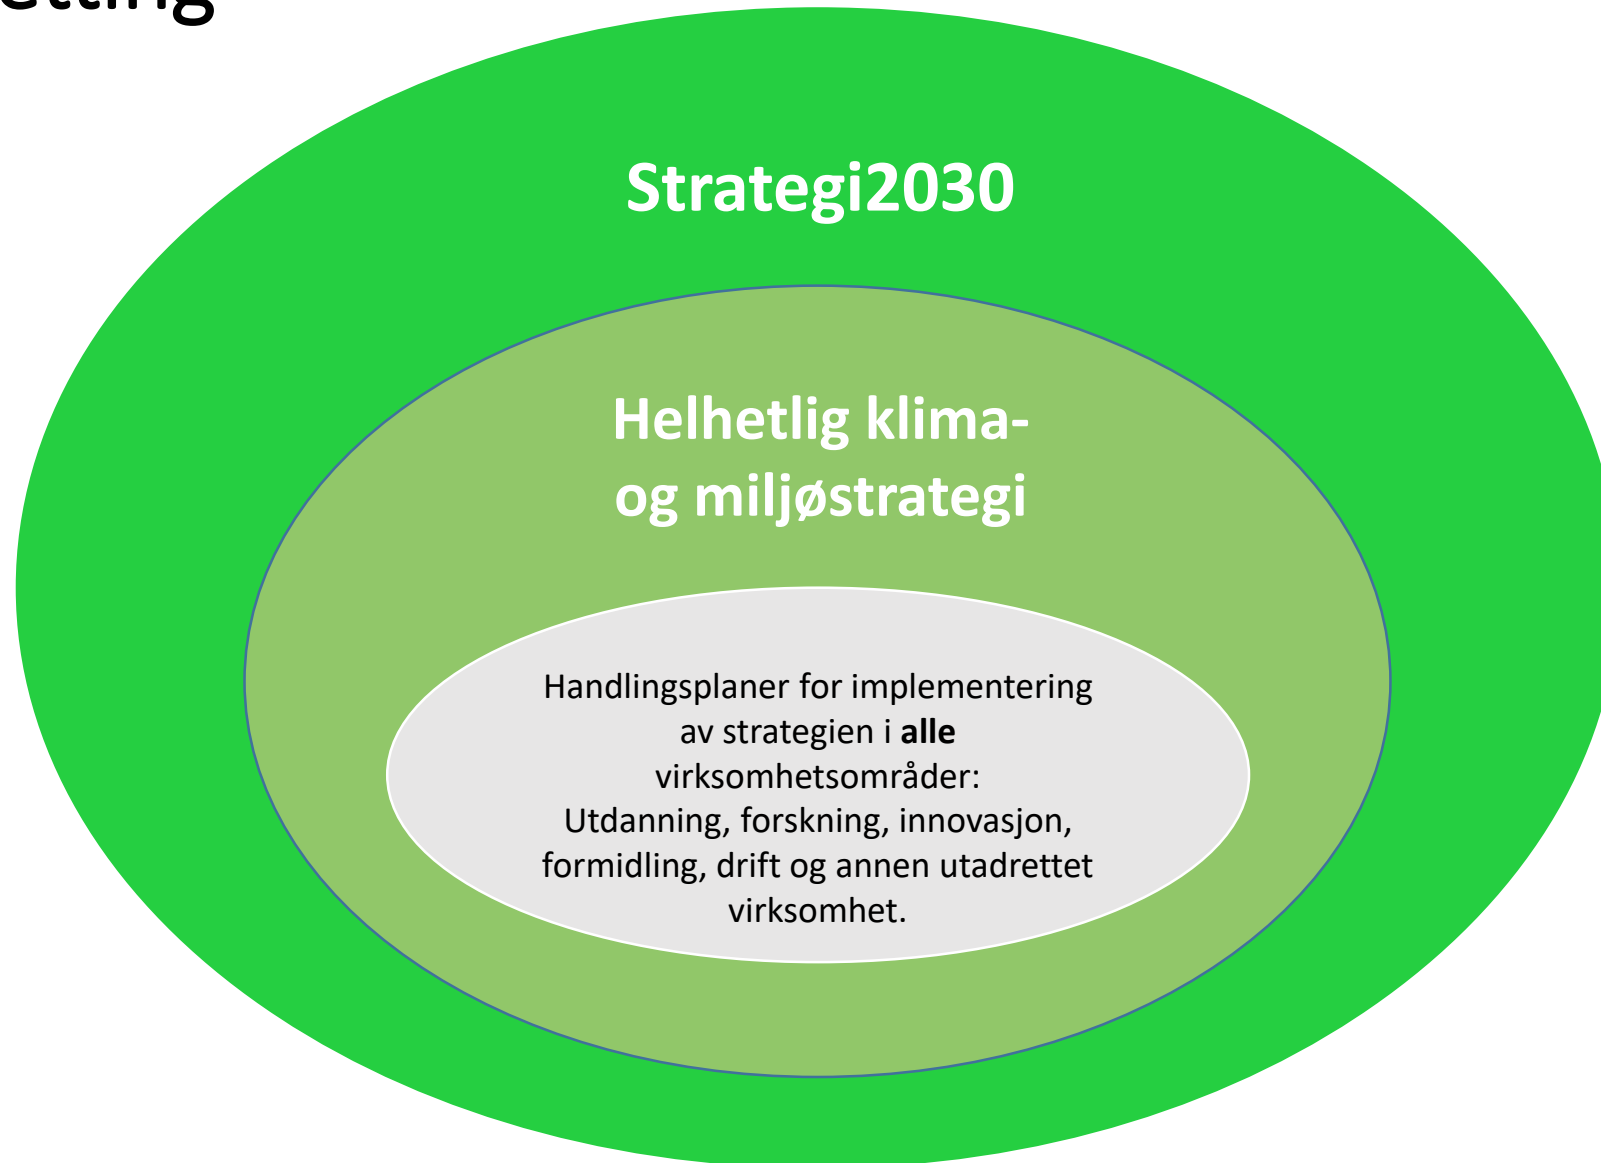 Strategi2030
Helhetlig klima-
og miljøstrategi
Handlingsplaner for implementering
av strategien i alle
virksomhetsområder:
Utdanning, forskning, innovasjon,
formidling, drift og annen utadrettet
virksomhet.